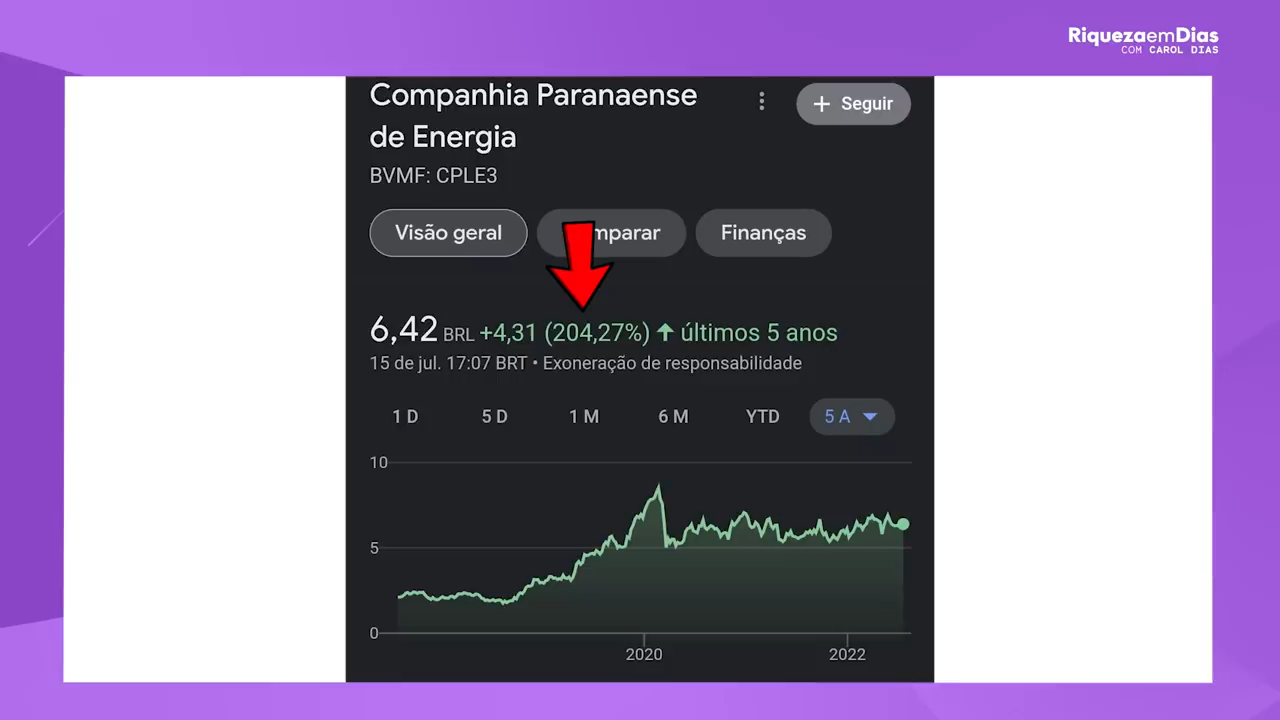 RiquezaemDias
COM CAROL DIAS
Companhia Paranaense
de Energia
Seguir
BVMF: CPLE3
Visão geral
mparar
Finanças
6,42 BRL +4,31 (204,27%) ↑ últimos 5 anos
15 de jul. 17:07 BRT • Exoneração de responsabilidade
1 D 5 D 1 M 6 M YTD 5 A
10
5
0
2020 2022